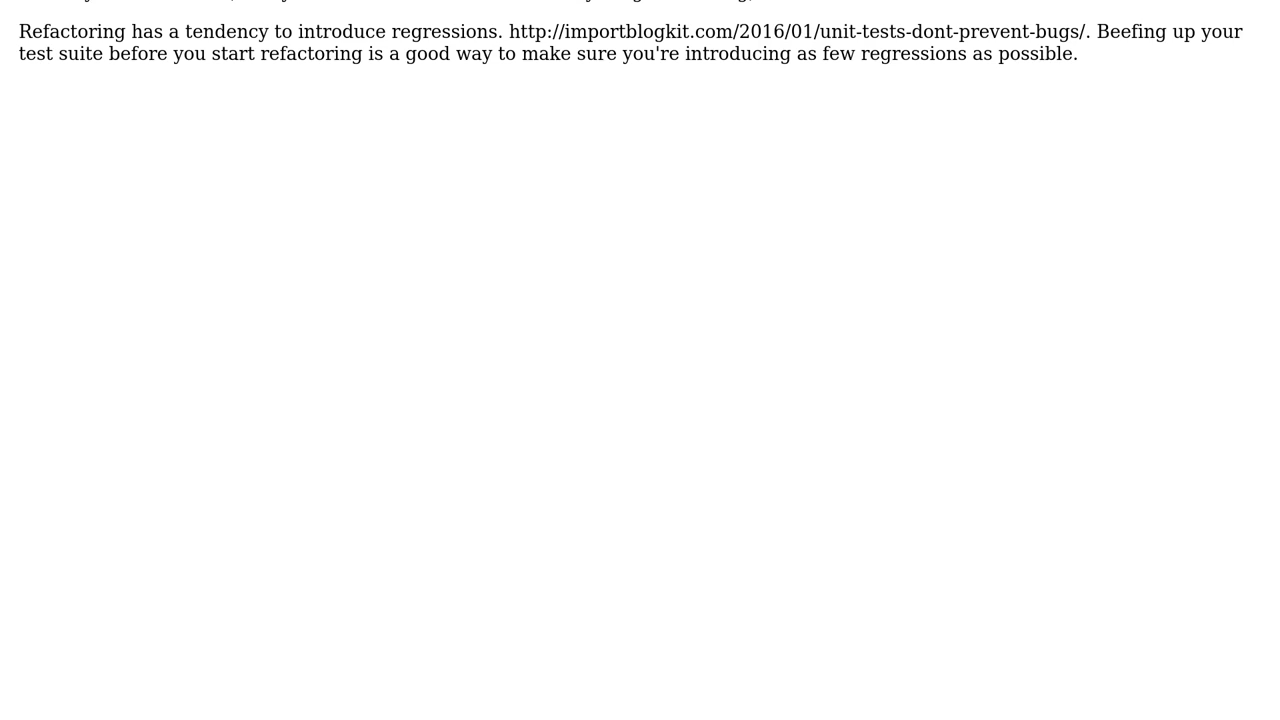 Refactoring has a tendency to introduce regressions. http://importblogkit.com/2016/01/unit-tests-dont-prevent-bugs/. Beefing up your
test suite before you start refactoring is a good way to make sure you're introducing as few regressions as possible.